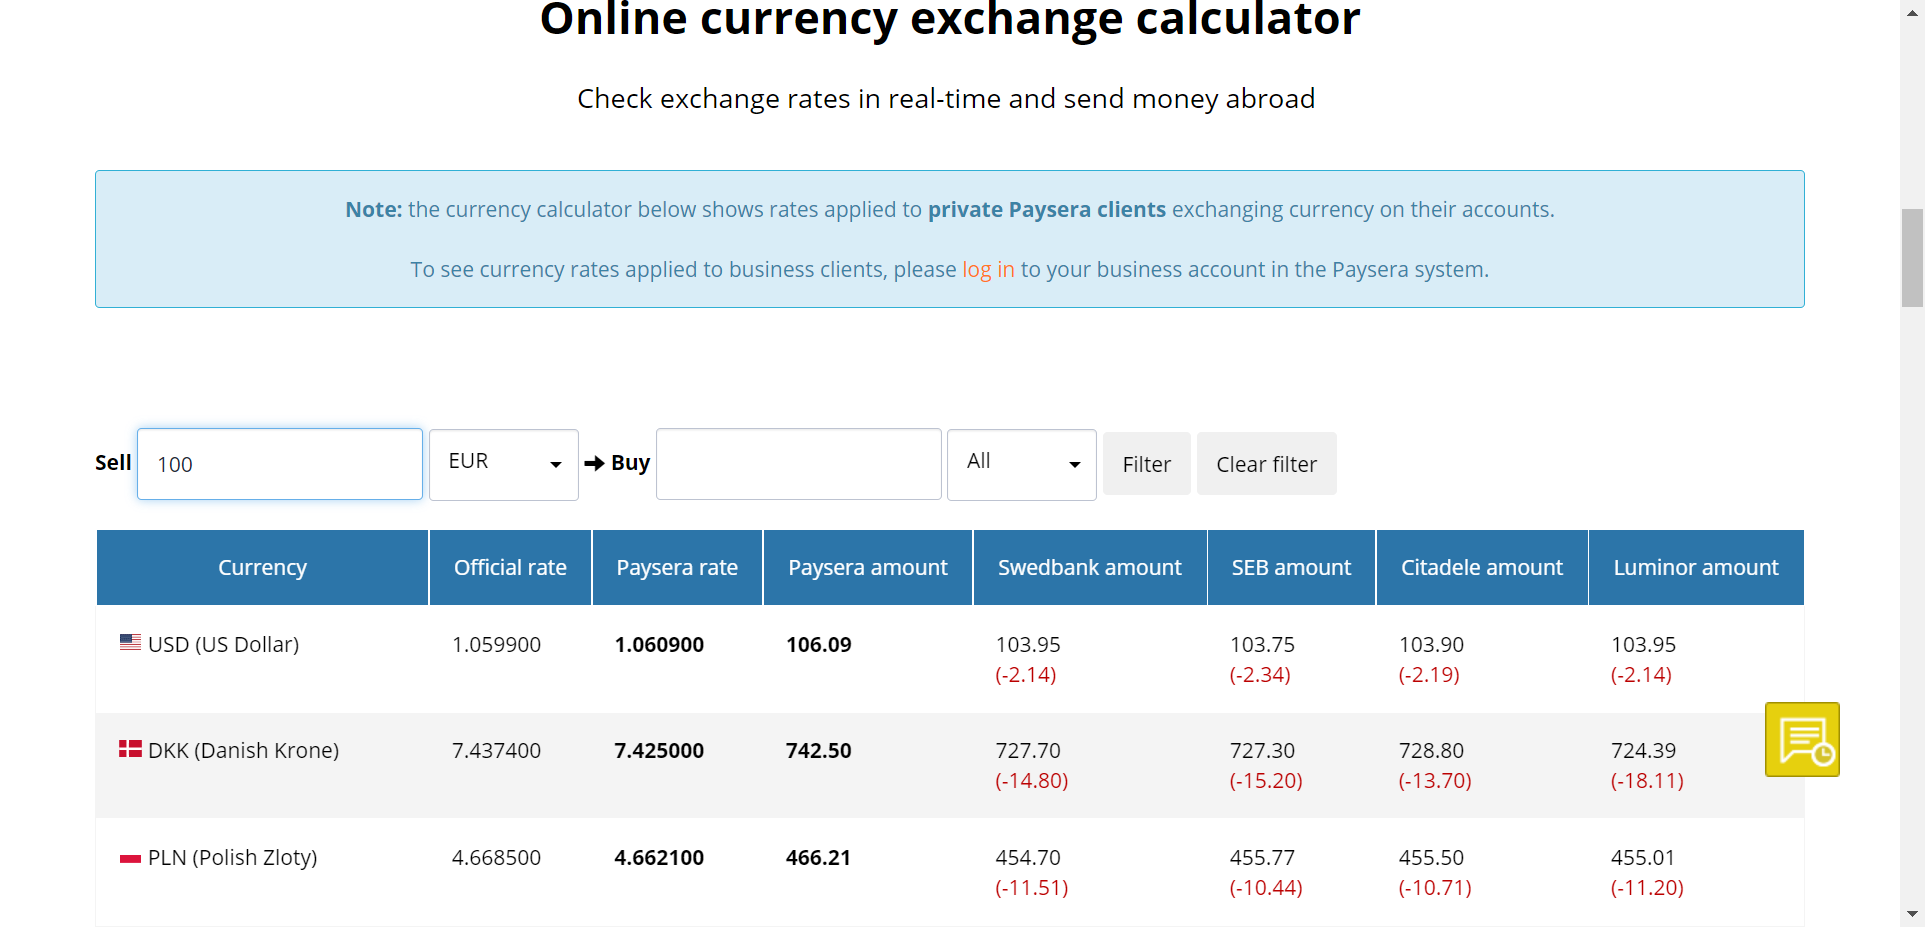 Online currency exchange calculator
Check exchange rates in real-time and send money abroad
Note: the currency calculator below shows rates applied to private Paysera clients exchanging currency on their accounts.
To see currency rates applied to business clients, please log in to your business account in the Paysera system.
Sell 100 EUR Buy All Filter Clear filter
Currency Official rate Paysera rate Paysera amount Swedbank amount SEB amount Citadele amount Luminor amount
USD (US Dollar) 1.059900 1.060900 106.09 103.95 103.75 103.90 103.95
(-2.14) (-2.34) (-2.19) (-2.14)
DKK (Danish Krone) 7.437400 7.425000 742.50 727.70 727.30 728.80 724.39
(-14.80) (-15.20) (-13.70) (-18.11)
PLN (Polish Zloty) 4.668500 4.662100 466.21 454.70 455.77 455.50 455.01
(-11.51) (-10.44) (-10.71) (-11.20)